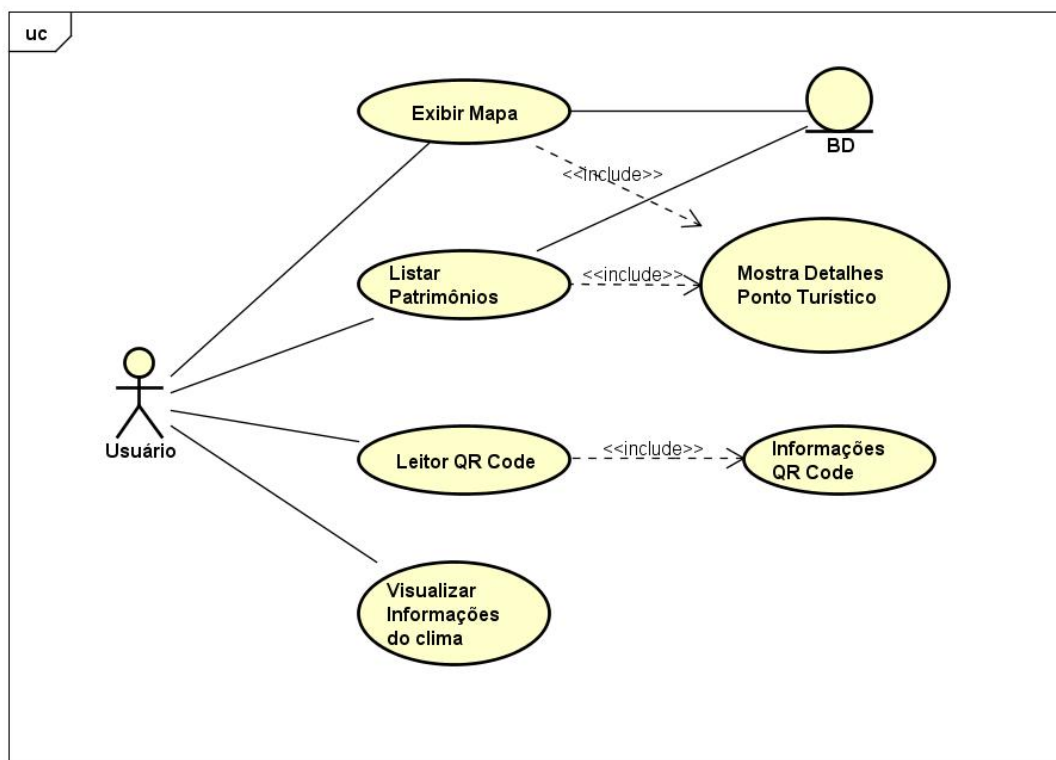 uc
Exibir Mapa
BD
<<include>>
Listar
Patrimônios
<<include>>
Mostra Detalhes
Ponto Turístico
Usuário
Leitor QR Code
<<include>>
Informações
QR Code
Visualizar
Informações
do clima